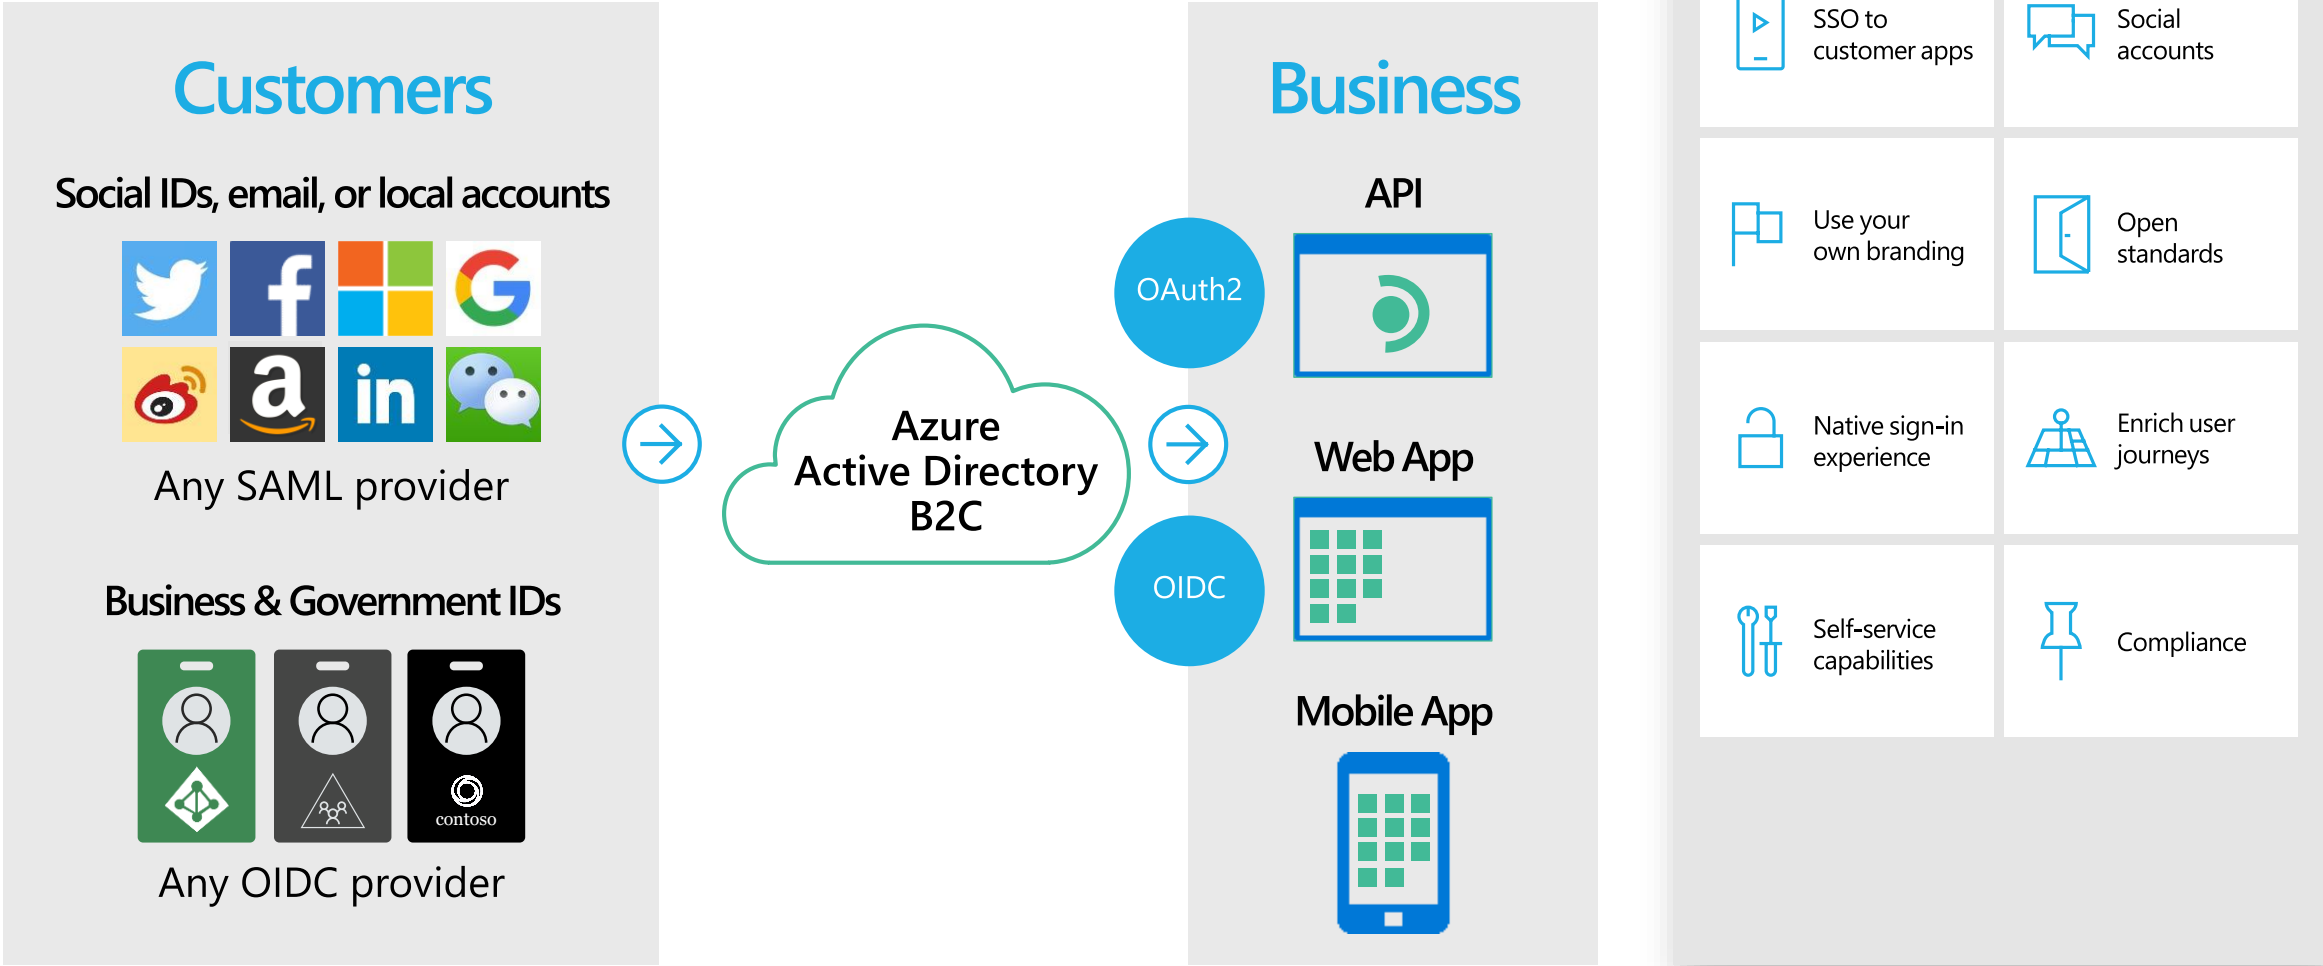 Customers
Social IDs, email, or local accounts
Any SAML provider
Business & Government IDs
contoso
Any OIDC provider
Azure
Active Directory
B2C
OAuth2
OIDC
Business
API
Web App
Mobile App
SSO to
customer apps
Social
accounts
Use your
own branding
Open
standards
Native sign-in
experience
Enrich user
journeys
Self-service
capabilities
Compliance